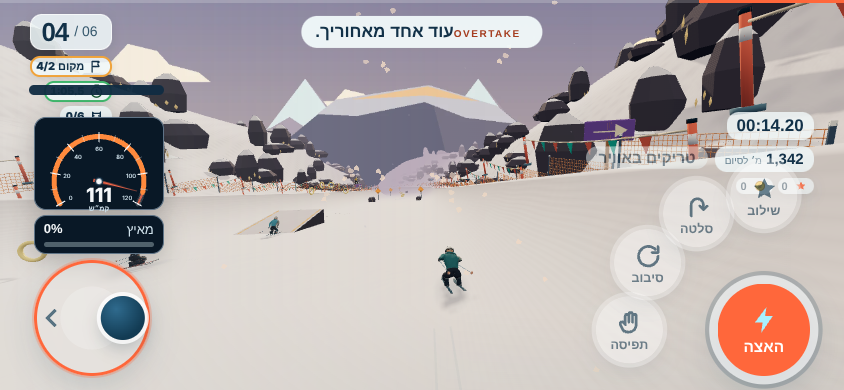 04 / 06
מקום 4/2
0/6
OVERTAKE עוד אחד מאחוריך.
00:14.20
1,342 מ׳ לסיום
טריקים באוויר
0 0
0 20 40 60 80 100 120
111
קמ״ש
מאיץ 0%
שילוב
סלטה
סיבוב
תפיסה
האצה